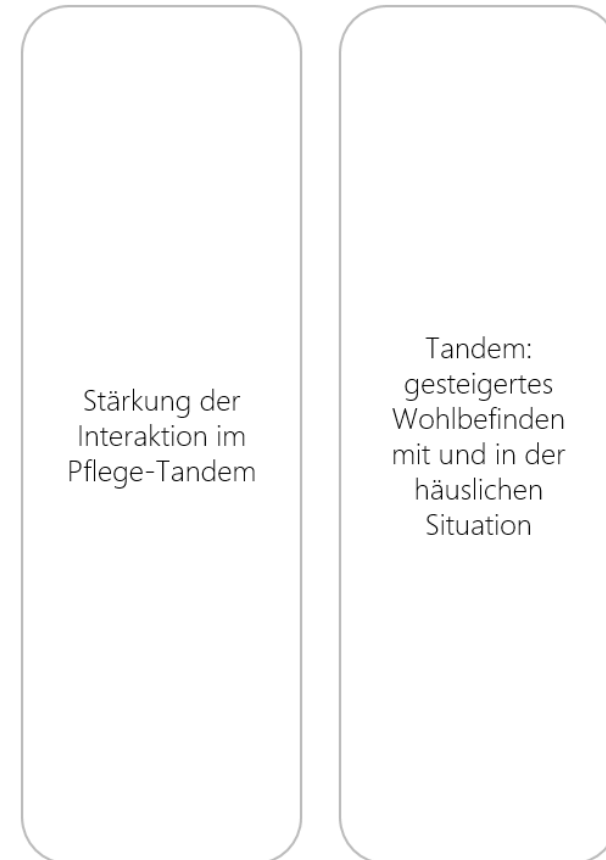 Stärkung der
Interaktion im
Pflege-Tandem
Tandem:
gesteigertes
Wohlbefinden
mit und in der
häuslichen
Situation